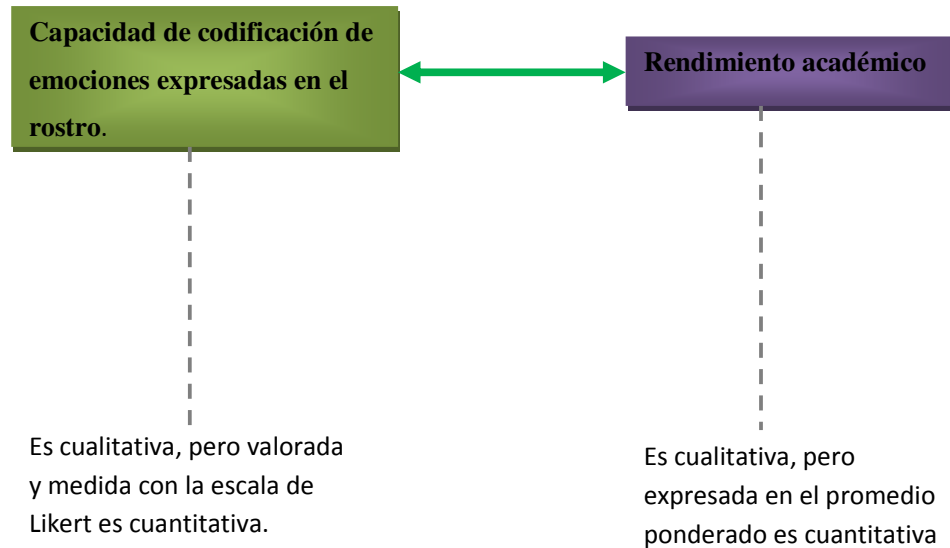 Capacidad de codificación de
emociones expresadas en el
rostro.
Rendimiento académico
Es cualitativa, pero valorada
y medida con la escala de
Likert es cuantitativa.
Es cualitativa, pero
expresada en el promedio
ponderado es cuantitativa